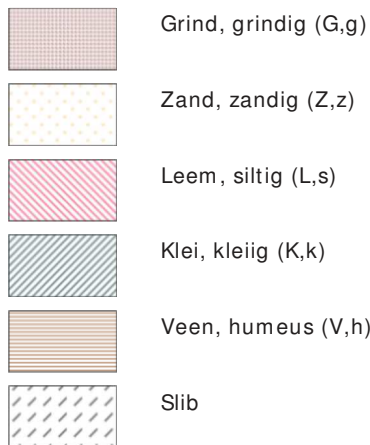 Grind, grindig (G,g)
Zand, zandig (Z,z)
Leem, siltig (L,s)
Klei, kleiig (K,k)
Veen, humeus (V,h)
Slib